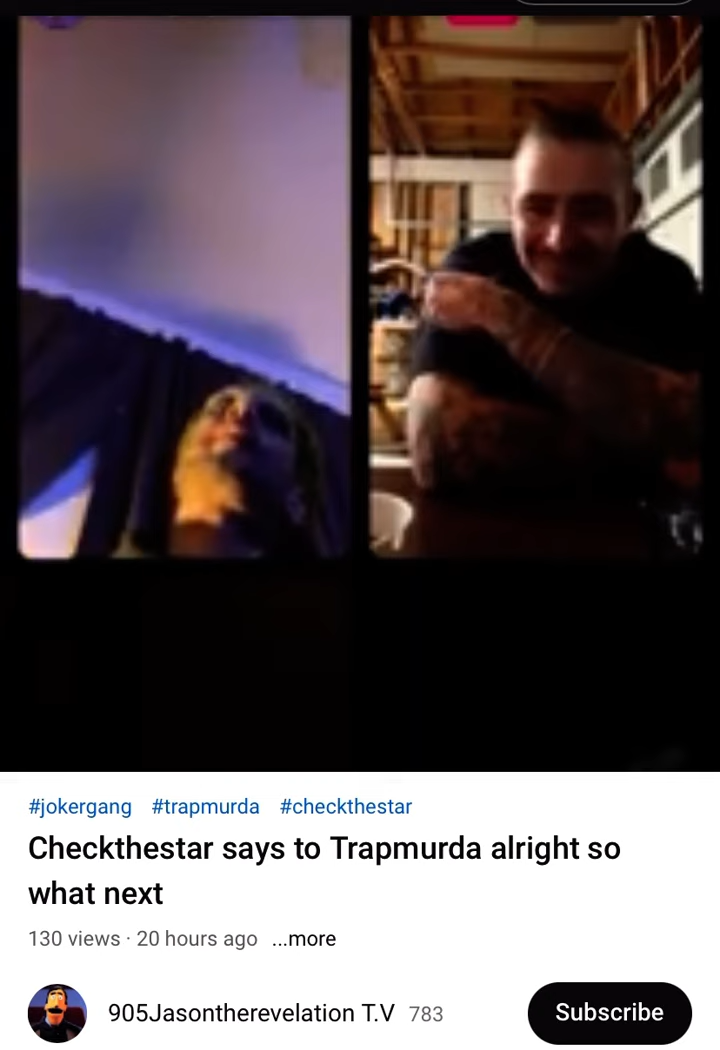 #jokergang #trapmurda #checkthestar
Checkthestar says to Trapmurda alright so
what next
130 views · 20 hours ago ...more
905Jasontherevelation T.V 783
Subscribe